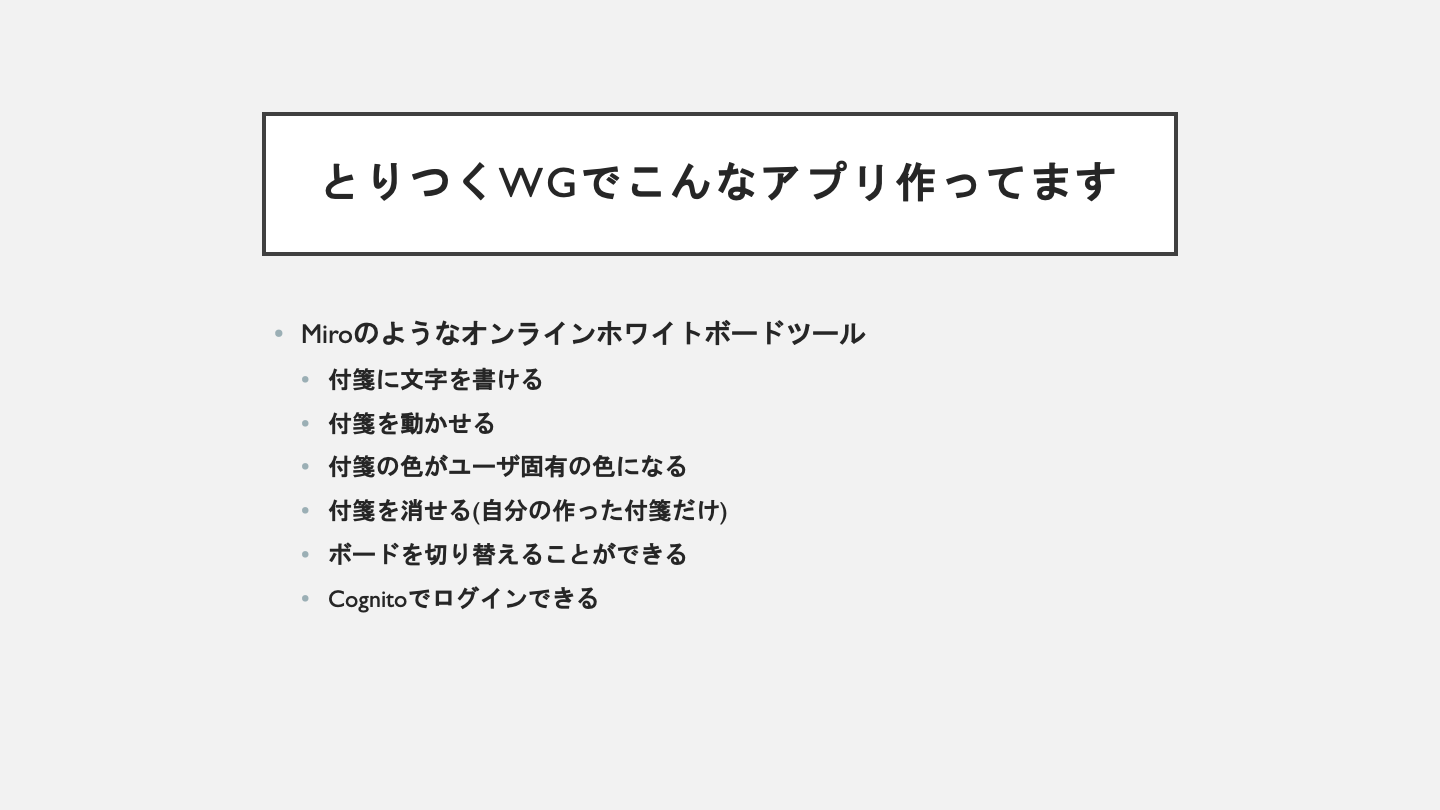 とりつくWGでこんなアプリ作ってます
• Miroのようなオンラインホワイトボードツール
• 付箋に文字を書ける
• 付箋を動かせる
• 付箋の色がユーザ固有の色になる
• 付箋を消せる(自分の作った付箋だけ)
• ボードを切り替えることができる
• Cognitoでログインできる